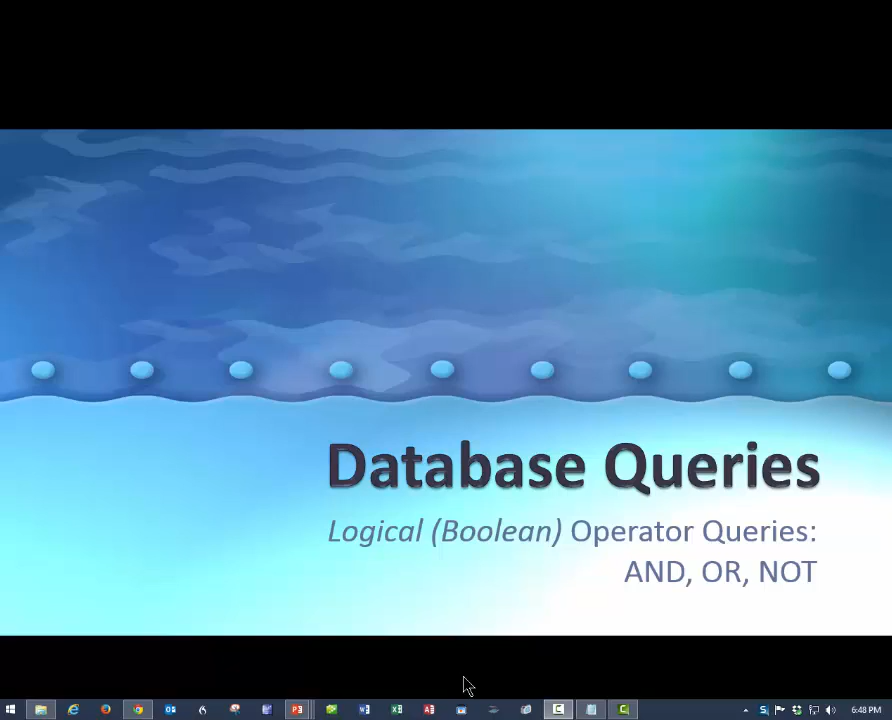 Database Queries
Logical (Boolean) Operator Queries:
AND, OR, NOT
6:48 PM